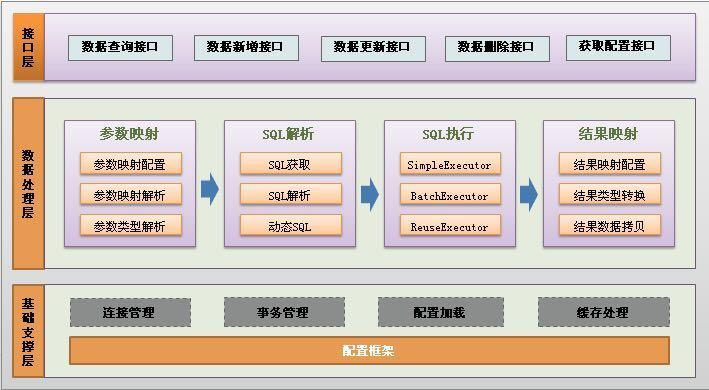 接口层
数据查询接口
数据新增接口
数据更新接口
数据删除接口
获取配置接口
数据处理层
参数映射
参数映射配置
参数映射解析
参数类型解析
SQL解析
SQL获取
SQL解析
动态SQL
SQL执行
SimpleExecutor
BatchExecutor
ReuseExecutor
结果映射
结果映射配置
结果类型转换
结果数据拷贝
基础支撑层
连接管理
事务管理
配置加载
缓存处理
配置框架